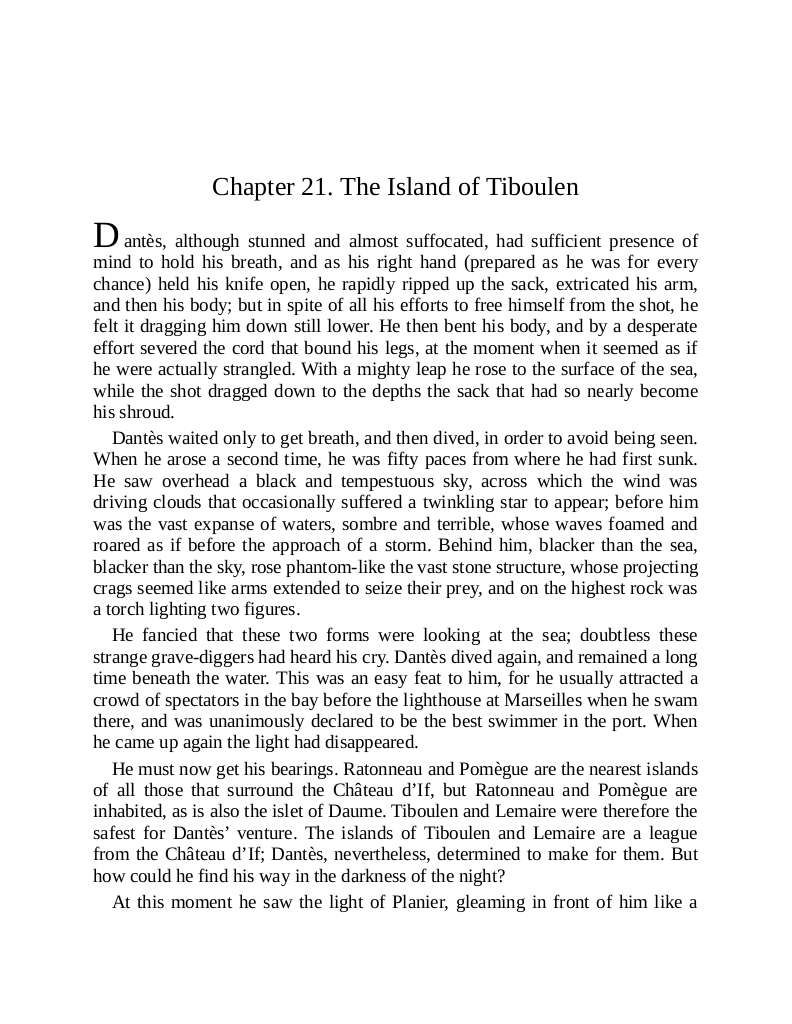 Chapter 21. The Island of Tiboulen
Dantès, although stunned and almost suffocated, had sufficient presence of
mind to hold his breath, and as his right hand (prepared as he was for every
chance) held his knife open, he rapidly ripped up the sack, extricated his arm,
and then his body; but in spite of all his efforts to free himself from the shot, he
felt it dragging him down still lower. He then bent his body, and by a desperate
effort severed the cord that bound his legs, at the moment when it seemed as if
he were actually strangled. With a mighty leap he rose to the surface of the sea,
while the shot dragged down to the depths the sack that had so nearly become
his shroud.
Dantès waited only to get breath, and then dived, in order to avoid being seen.
When he arose a second time, he was fifty paces from where he had first sunk.
He saw overhead a black and tempestuous sky, across which the wind was
driving clouds that occasionally suffered a twinkling star to appear; before him
was the vast expanse of waters, sombre and terrible, whose waves foamed and
roared as if before the approach of a storm. Behind him, blacker than the sea,
blacker than the sky, rose phantom-like the vast stone structure, whose projecting
crags seemed like arms extended to seize their prey, and on the highest rock was
a torch lighting two figures.
He fancied that these two forms were looking at the sea; doubtless these
strange grave-diggers had heard his cry. Dantès dived again, and remained a long
time beneath the water. This was an easy feat to him, for he usually attracted a
crowd of spectators in the bay before the lighthouse at Marseilles when he swam
there, and was unanimously declared to be the best swimmer in the port. When
he came up again the light had disappeared.
He must now get his bearings. Ratonneau and Pomègue are the nearest islands
of all those that surround the Château d’If, but Ratonneau and Pomègue are
inhabited, as is also the islet of Daume. Tiboulen and Lemaire were therefore the
safest for Dantès’ venture. The islands of Tiboulen and Lemaire are a league
from the Château d’If; Dantès, nevertheless, determined to make for them. But
how could he find his way in the darkness of the night?
At this moment he saw the light of Planier, gleaming in front of him like a